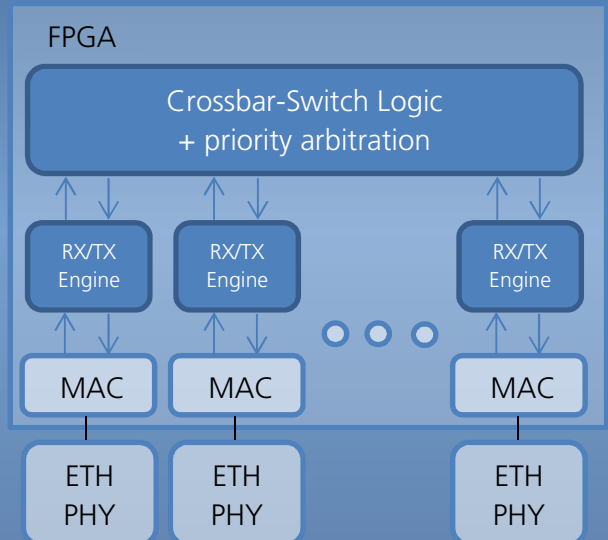 FPGA
Crossbar-Switch Logic
+ priority arbitration
RX/TX
Engine
RX/TX
Engine
RX/TX
Engine
MAC
MAC
MAC
ETH
PHY
ETH
PHY
ETH
PHY